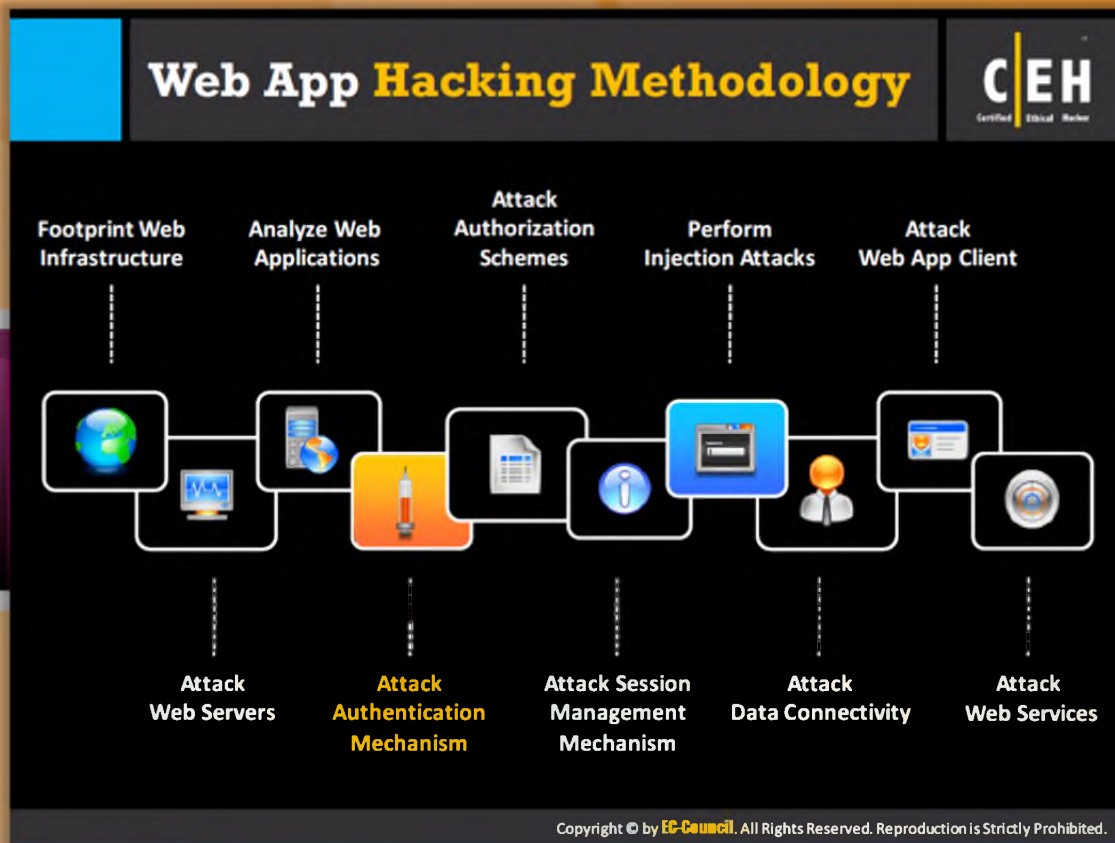 Web App Hacking Methodology
CEH
Certified Ethical Hacker
Footprint Web
Infrastructure
Analyze Web
Applications
Attack
Authorization
Schemes
Perform
Injection Attacks
Attack
Web App Client
Attack
Web Servers
Attack
Authentication
Mechanism
Attack Session
Management
Mechanism
Attack
Data Connectivity
Attack
Web Services
Copyright © by EC-Council. All Rights Reserved. Reproduction is Strictly Prohibited.